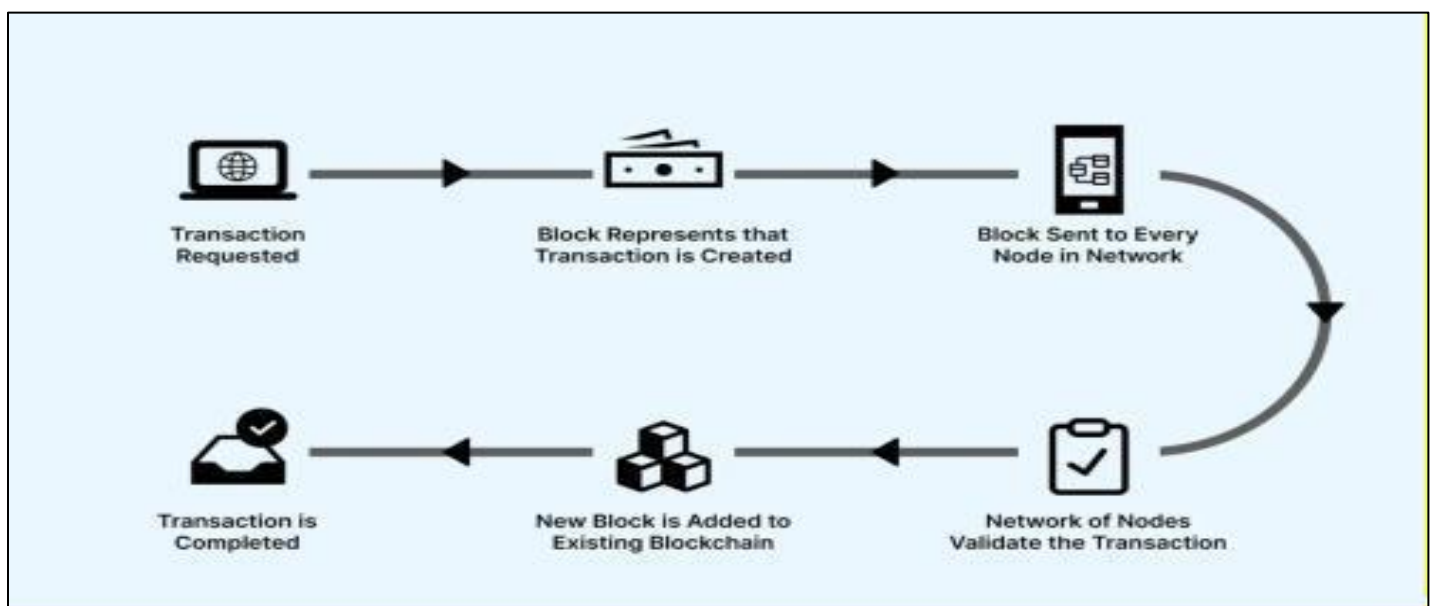 Transaction
Requested
Block Represents that
Transaction is Created
Block Sent to Every
Node in Network
Network of Nodes
Validate the Transaction
New Block is Added to
Existing Blockchain
Transaction is
Completed